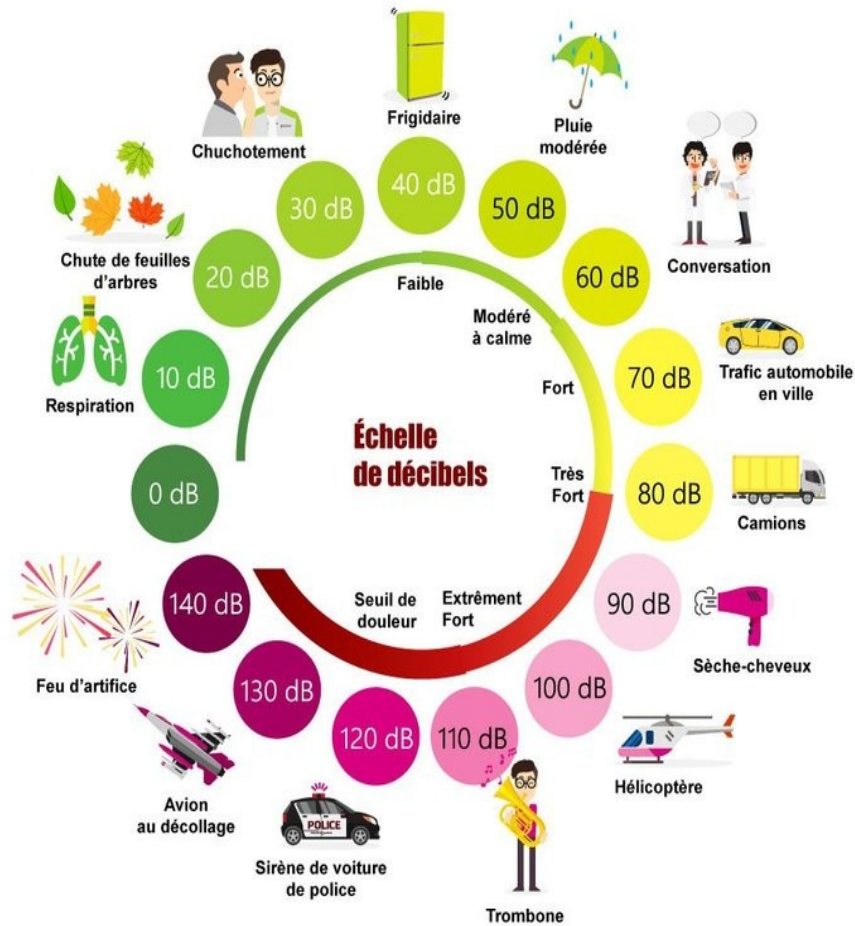 Chuchotement
Frigidaire
Pluie
modérée
Chute de feuilles
d'arbres
30 dB
40 dB
50 dB
Conversation
20 dB
60 dB
Faible
Modéré
à calme
Respiration
10 dB
Fort
70 dB
Trafic automobile
en ville
Échelle
de décibels
0 dB
Très
Fort
80 dB
Camions
Seuil de
douleur
Extrêment
Fort
140 dB
90 dB
Feu d'artifice
Sèche-cheveux
130 dB
100 dB
120 dB
110 dB
Hélicoptère
Avion
au décollage
POLICE
Sirène de voiture
de police
Trombone